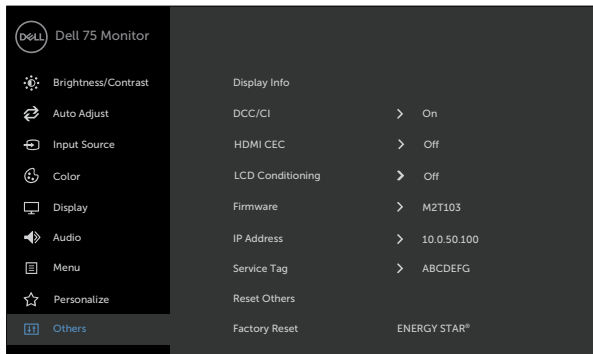 DELL Dell 75 Monitor
Brightness/Contrast Display Info
Auto Adjust DCC/CI On
Input Source HDMI CEC Off
Color LCD Conditioning Off
Display Firmware M2T103
Audio IP Address 10.0.50.100
Menu Service Tag ABCDEFG
Personalize Reset Others
Others Factory Reset ENERGY STAR®